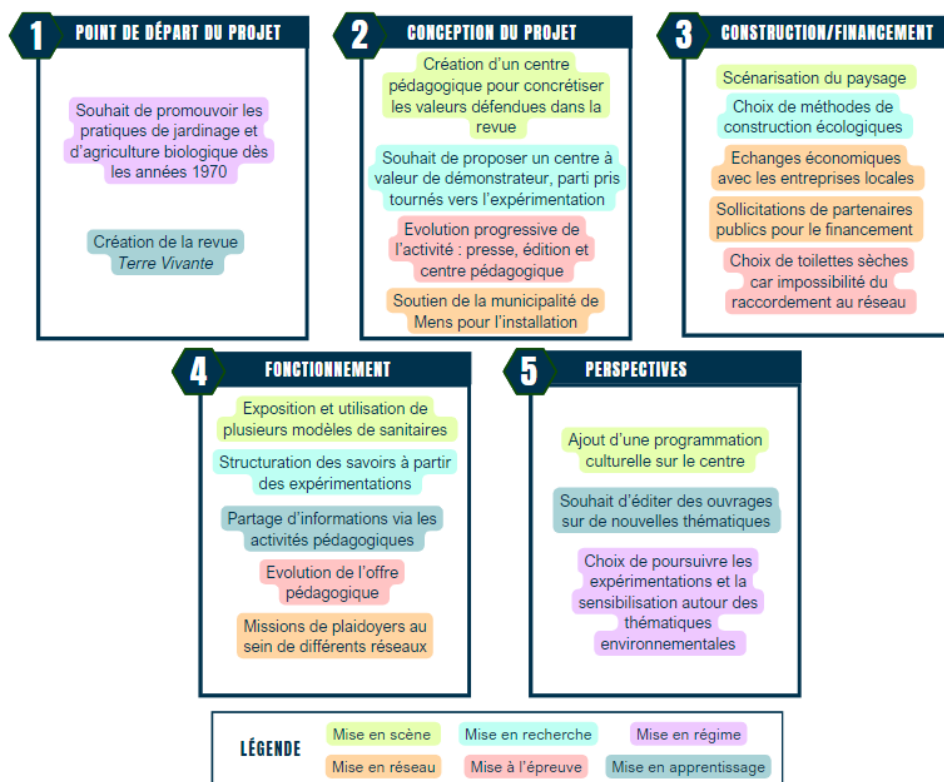 1
POINT DE DÉPART DU PROJET
Souhait de promouvoir les
pratiques de jardinage et
d'agriculture biologique dès
les années 1970
Création de la revue
Terre Vivante
2
CONCEPTION DU PROJET
Création d'un centre
pédagogique pour concrétiser
les valeurs défendues dans la
revue
Souhait de proposer un centre à
valeur de démonstrateur, parti pris
tournés vers l'expérimentation
Evolution progressive de
l'activité : presse, édition et
centre pédagogique
Soutien de la municipalité de
Mens pour l'installation
3
CONSTRUCTION/FINANCEMENT
Scénarisation du paysage
Choix de méthodes de
construction écologiques
Echanges économiques
avec les entreprises locales
Sollicitations de partenaires
publics pour le financement
Choix de toilettes sèches
car impossibilité du
raccordement au réseau
4
FONCTIONNEMENT
Exposition et utilisation de
plusieurs modèles de sanitaires
Structuration des savoirs à partir
des expérimentations
Partage d'informations via les
activités pédagogiques
Evolution de l'offre
pédagogique
Missions de plaidoyers au
sein de différents réseaux
5
PERSPECTIVES
Ajout d'une programmation
culturelle sur le centre
Souhait d'éditer des ouvrages
sur de nouvelles thématiques
Choix de poursuivre les
expérimentations et la
sensibilisation autour des
thématiques
environnementales
LÉGENDE
Mise en scène
Mise en recherche
Mise en régime
Mise en réseau
Mise à l'épreuve
Mise en apprentissage